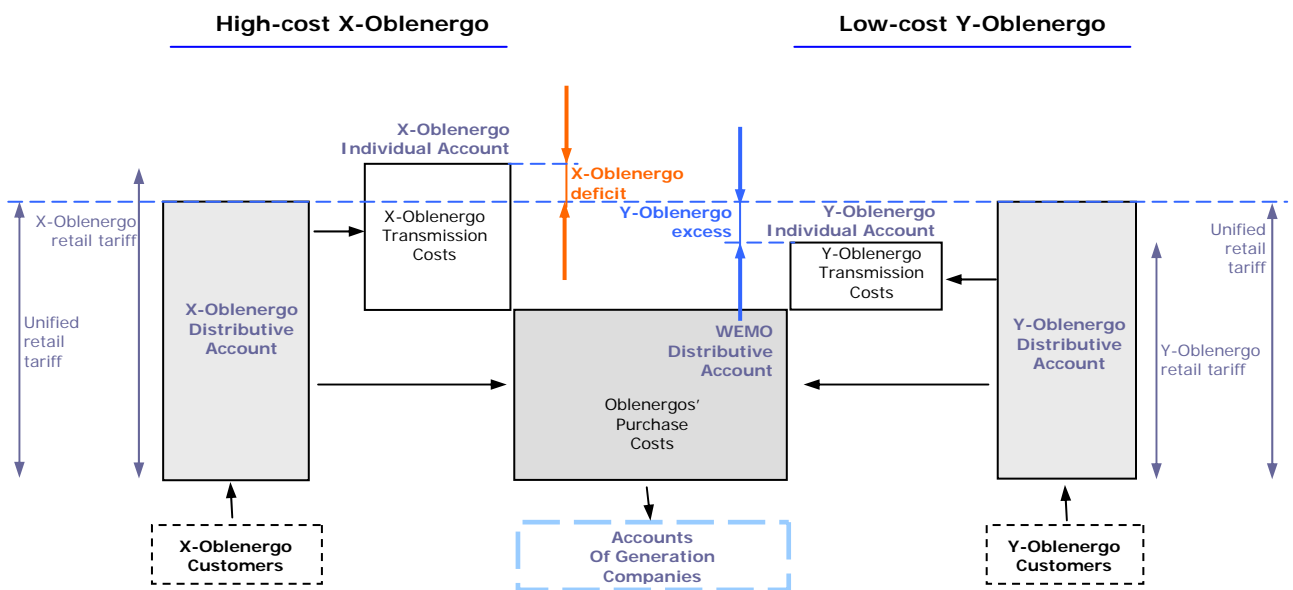 High-cost X-Oblenergo
Low-cost Y-Oblenergo
X-Oblenergo
Individual Account
X-Oblenergo
deficit
X-Oblenergo
retail tariff
X-Oblenergo
Transmission
Costs
Y-Oblenergo
excess
Y-Oblenergo
Individual Account
Y-Oblenergo
Transmission
Costs
Unified
retail
tariff
Unified
retail
tariff
X-Oblenergo
Distributive
Account
WEMO
Distributive
Account
Y-Oblenergo
Distributive
Account
Y-Oblenergo
retail tariff
Oblenergos'
Purchase
Costs
X-Oblenergo
Customers
Accounts
Of Generation
Companies
Y-Oblenergo
Customers